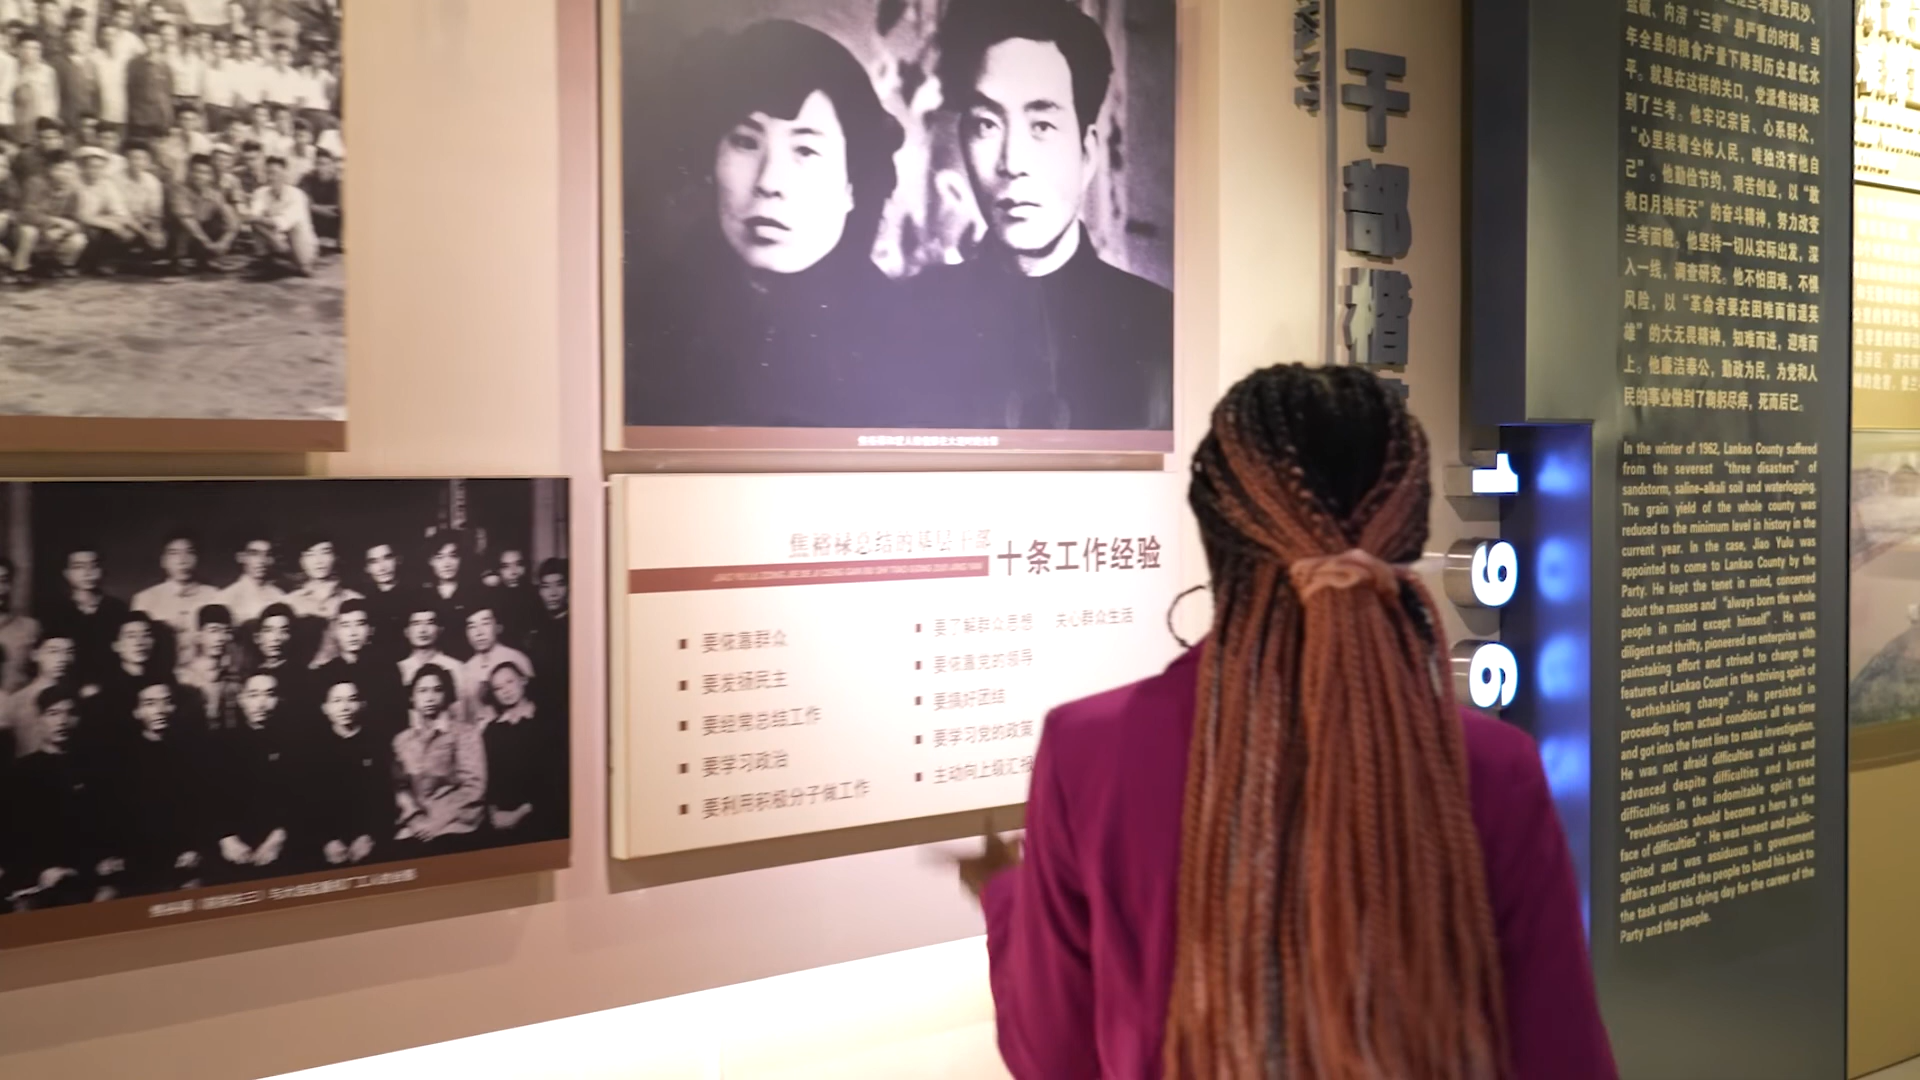 焦裕禄总结的基层干部
十条工作经验
要依靠群众
要发扬民主
要经常总结工作
要学习政治
要利用积极分子做工作
要了解群众思想 关心群众生活
要依靠党的领导
要搞好团结
要学习党的政策
主动向上级汇报
干部楷
196
盐碱、内涝“三害”最严重的时刻。当
年全县的粮食产量下降到历史最低水
平。就是在这样的关口，党派焦裕禄来
到了兰考。他牢记宗旨、心系群众，
“心里装着全体人民，唯独没有他自
己”。他勤俭节约，艰苦创业，以“敢
教日月换新天”的奋斗精神，努力改变
兰考面貌。他坚持一切从实际出发，深
入一线，调查研究。他不怕困难，不惧
风险，以“革命者要在困难面前逞英
雄”的大无畏精神，知难而进，迎难而
上。他廉洁奉公，勤政为民，为党和人
民的事业做到了鞠躬尽瘁，死而后已。
In the winter of 1962, Lankao County suffered
from the severest "three disasters" of
sandstorm, saline-alkali soil and waterlogging.
The grain yield of the whole county was
reduced to the minimum level in history in the
current year. In the case, Jiao Yulu was
appointed to come to Lankao County by the
Party. He kept the tenet in mind, concerned
about the masses and "always born the whole
people in mind except himself". He was
diligent and thrifty, pioneered an enterprise with
painstaking effort and strived to change the
features of Lankao Count in the striving spirit of
"earthshaking change". He persisted in
proceeding from actual conditions all the time
and got into the front line to make investigation.
He was not afraid difficulties and risks and
advanced despite difficulties and braved
difficulties in the indomitable spirit that
"revolutionists should become a hero in the
face of difficulties". He was honest and public-
spirited and was assiduous in government
affairs and served the people to bend his back to
the task until his dying day for the career of the
Party and the people.